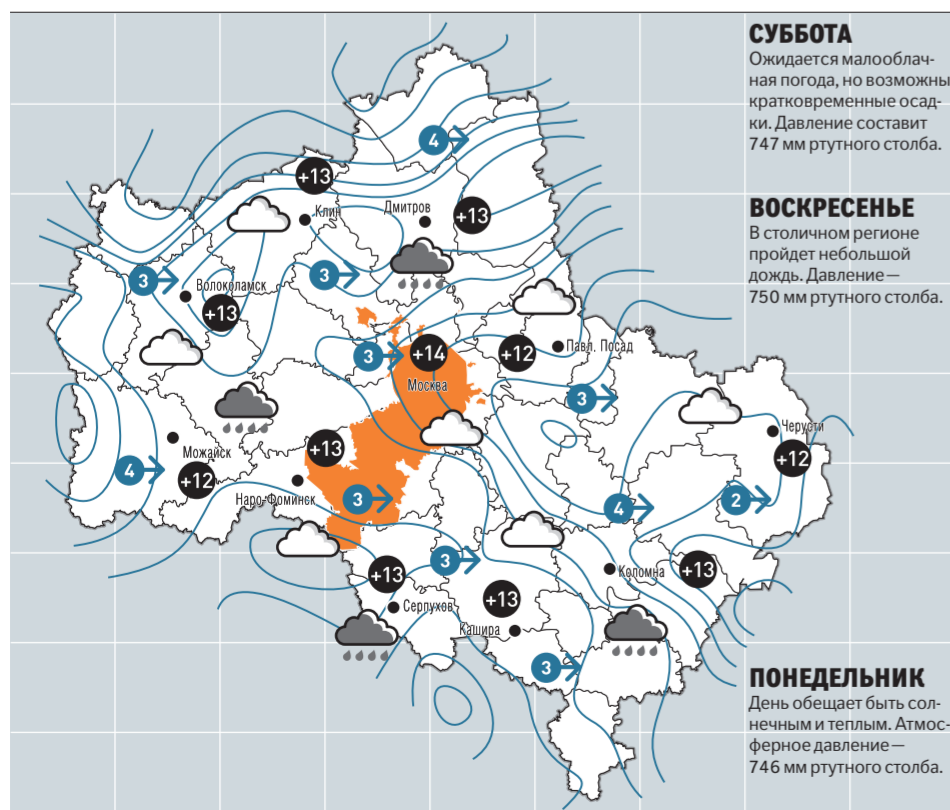 СУББОТА
Ожидается малооблач-
ная погода, но возможны
кратковременные осад-
ки. Давление составит
747 мм ртутного столба.
ВОСКРЕСЕНЬЕ
В столичном регионе
пройдет небольшой
дождь. Давление —
750 мм ртутного столба.
ПОНЕДЕЛЬНИК
День обещает быть сол-
нечным и теплым. Атмос-
ферное давление —
746 мм ртутного столба.
4
+13
Клин
Дмитров
+13
3
3
Волоколамск
+13
3
+14
Москва
+12
Павл. Посад
3
Черусти
+12
Можайск
4
+12
+13
Наро-Фоминск
3
4
2
3
+13
Серпухов
+13
Кашира
Коломна
+13
3